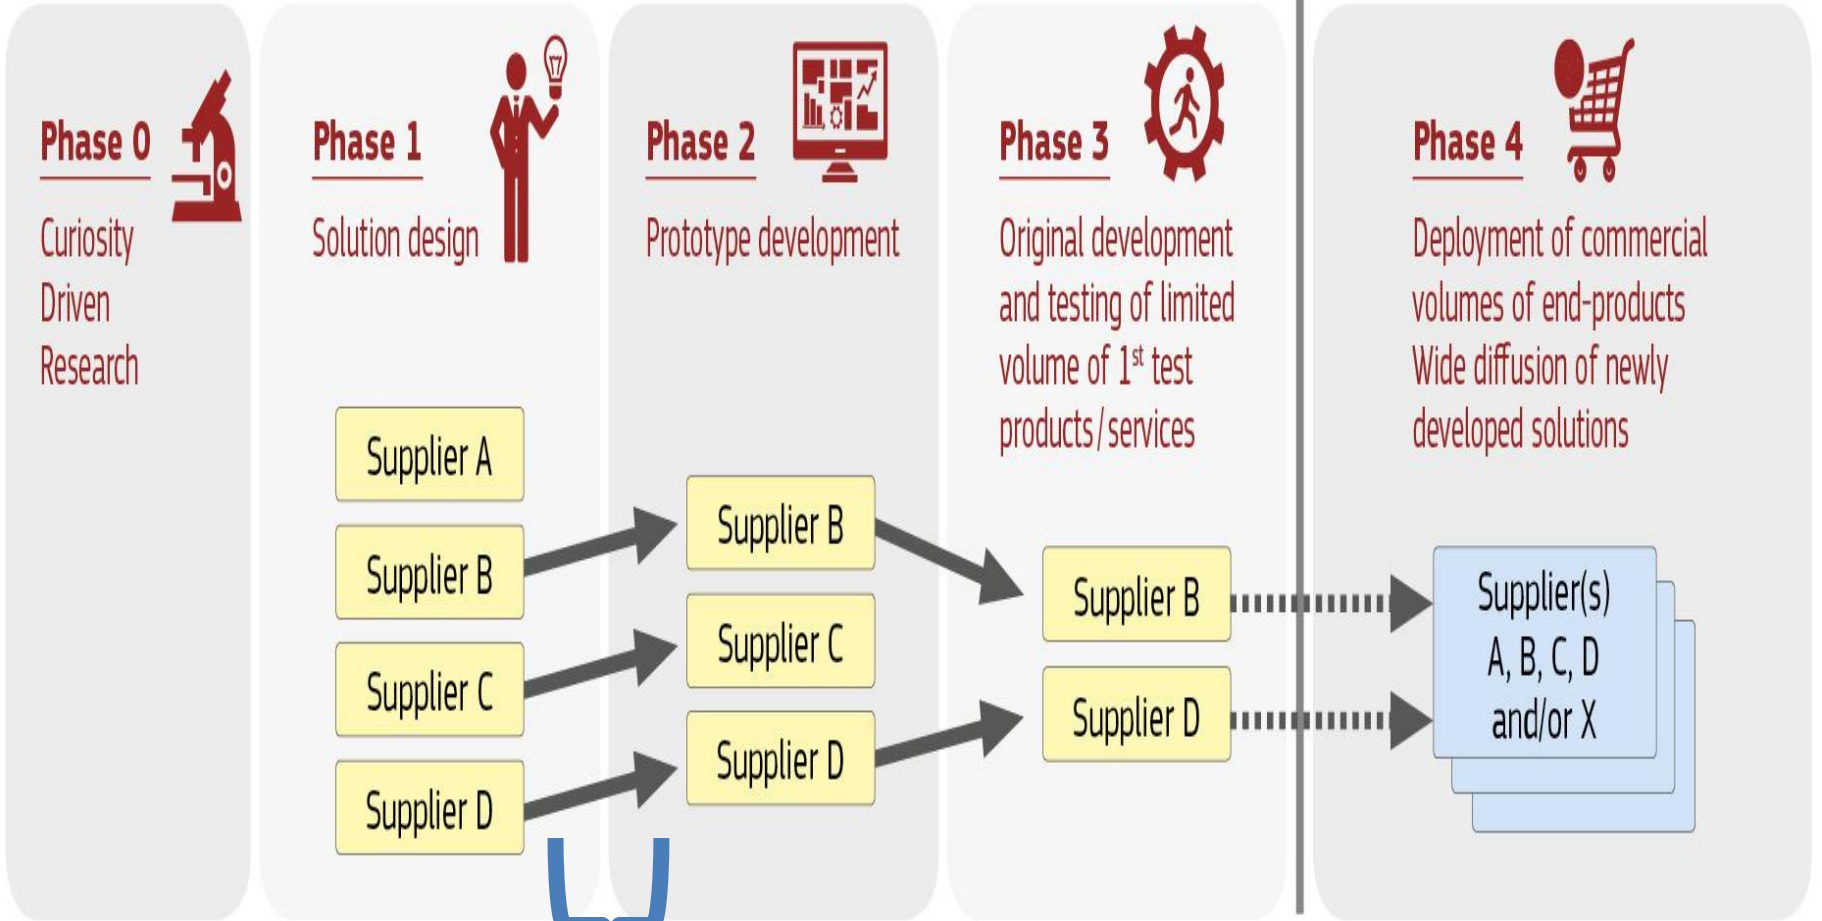 Phase 0
Curiosity
Driven
Research
Phase 1
Solution design
Supplier A
Supplier B
Supplier C
Supplier D
Phase 2
Prototype development
Supplier B
Supplier C
Supplier D
Phase 3
Original development
and testing of limited
volume of 1st test
products/services
Supplier B
Supplier D
Phase 4
Deployment of commercial
volumes of end-products
Wide diffusion of newly
developed solutions
Supplier(s)
A, B, C, D
and/or X